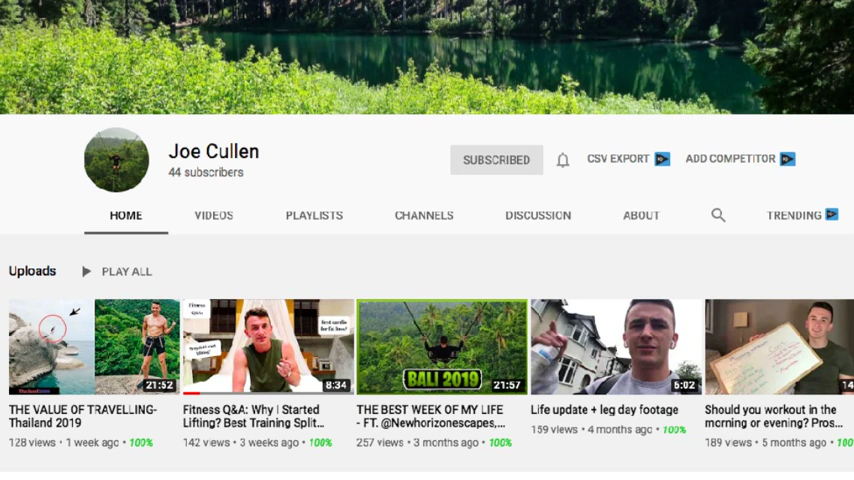 Joe Cullen
44 subscribers
SUBSCRIBED
CSV EXPORT
ADD COMPETITOR
HOME VIDEOS PLAYLISTS CHANNELS DISCUSSION ABOUT TRENDING
Uploads PLAY ALL
Fitness
Q&A:
BALI 2019
21:52
8:34
21:57
5:02
14
THE VALUE OF TRAVELLING-
Thailand 2019
128 views • 1 week ago • 100%
Fitness Q&A: Why I Started
Lifting? Best Training Split...
142 views • 3 weeks ago • 100%
THE BEST WEEK OF MY LIFE
- FT. @Newhorizonescapes,...
257 views • 3 months ago • 100%
Life update + leg day footage
159 views • 4 months ago • 100%
Should you workout in the
morning or evening? Pros...
189 views • 5 months ago • 100